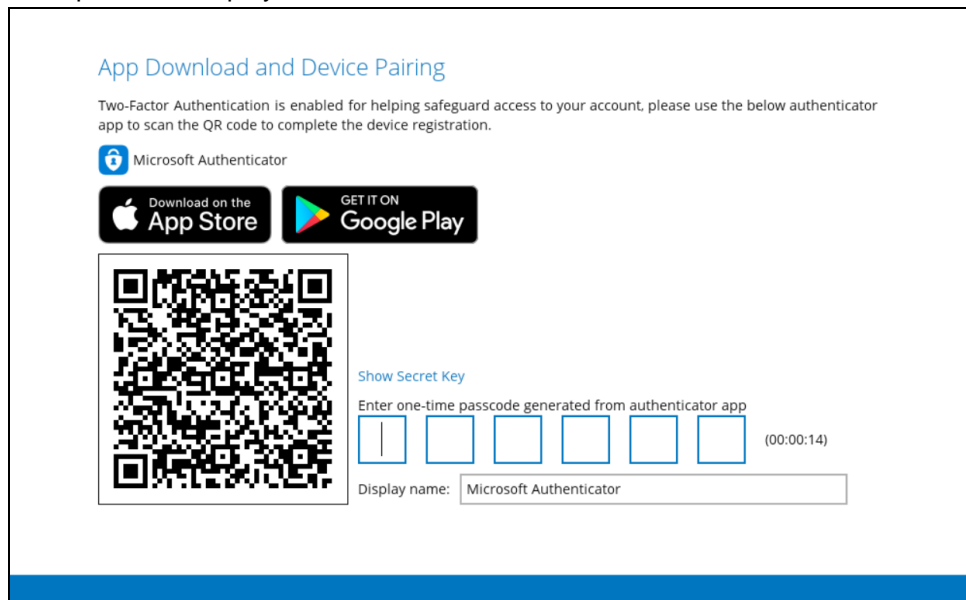 App Download and Device Pairing
Two-Factor Authentication is enabled for helping safeguard access to your account, please use the below authenticator
app to scan the QR code to complete the device registration.
Microsoft Authenticator
Download on the
App Store
GET IT ON
Google Play
Show Secret Key
Enter one-time passcode generated from authenticator app
(00:00:14)
Display name: Microsoft Authenticator